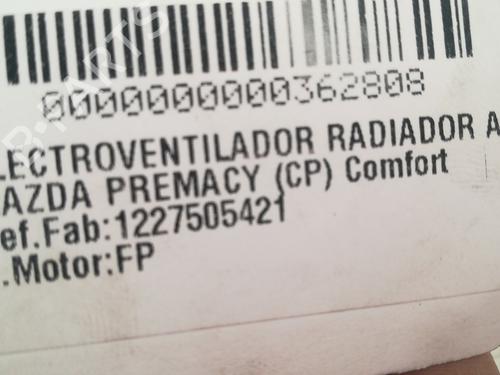 0000000000362808
LECTROVENTILADOR RADIADOR A
AZDA PREMACY (CP) Comfort
ef.Fab:1227505421
.Motor:FP